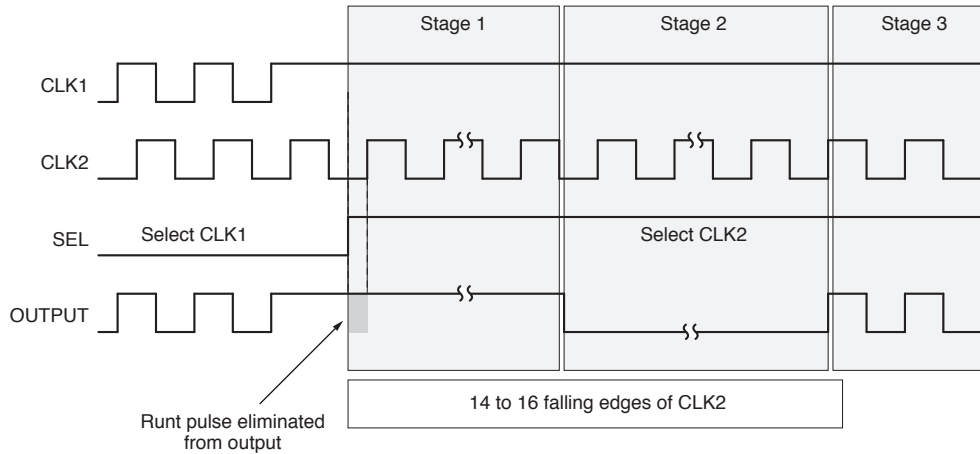 Stage 1
Stage 2
Stage 3
CLK1
CLK2
SEL
Select CLK1
Select CLK2
OUTPUT
14 to 16 falling edges of CLK2
Runt pulse eliminated
from output